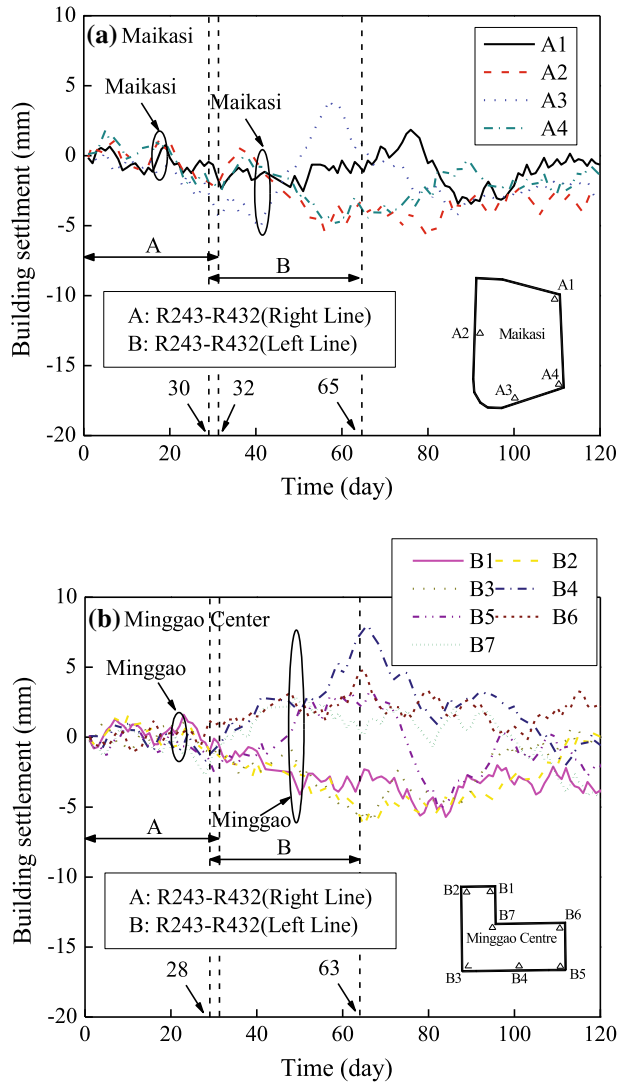 (a) Maikasi
A1
A2
A3
A4
Maikasi
Maikasi
A
B
A: R243-R432(Right Line)
B: R243-R432(Left Line)
30
32
65
A1
A2
Maikasi
A3
A4
10
5
0
-5
-10
-15
-20
Building settlment (mm)
0
20
40
60
80
100
120
Time (day)
B1
B2
B3
B4
B5
B6
B7
(b) Minggao Center
Minggao
Minggao
A
B
A: R243-R432(Right Line)
B: R243-R432(Left Line)
28
63
B2
B1
B7
B6
Minggao Centre
B3
B4
B5
10
5
0
-5
-10
-15
-20
Building settlement (mm)
0
20
40
60
80
100
120
Time (day)